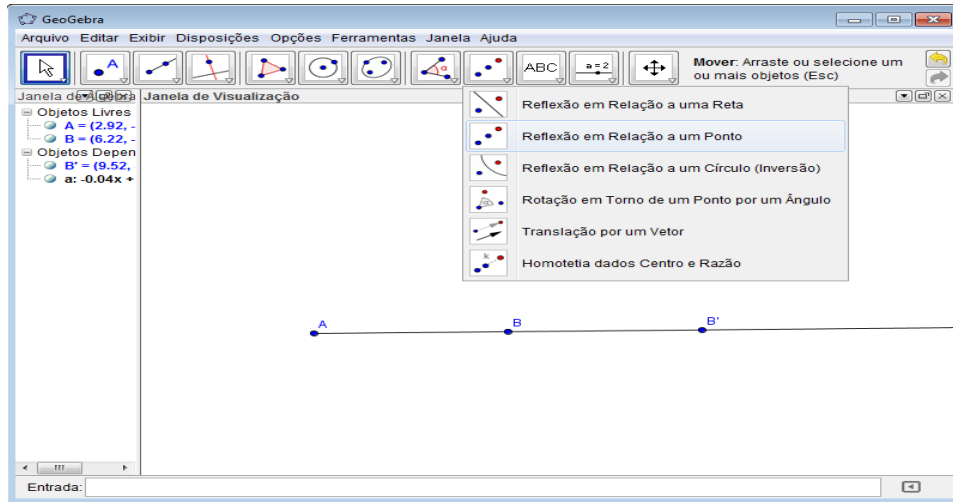 GeoGebra
Arquivo Editar Exibir Disposições Opções Ferramentas Janela Ajuda
A
ABC
a = 2
Mover: Arraste ou selecione um
ou mais objetos (Esc)
Janela de Álgebra
Janela de Visualização
Objetos Livres
A = (2.92, -
B = (6.22, -
Objetos Depen
B' = (9.52,
a: -0.04x +
Reflexão em Relação a uma Reta
Reflexão em Relação a um Ponto
Reflexão em Relação a um Círculo (Inversão)
Rotação em Torno de um Ponto por um Ângulo
Translação por um Vetor
k
Homotetia dados Centro e Razão
A B B'
Entrada: